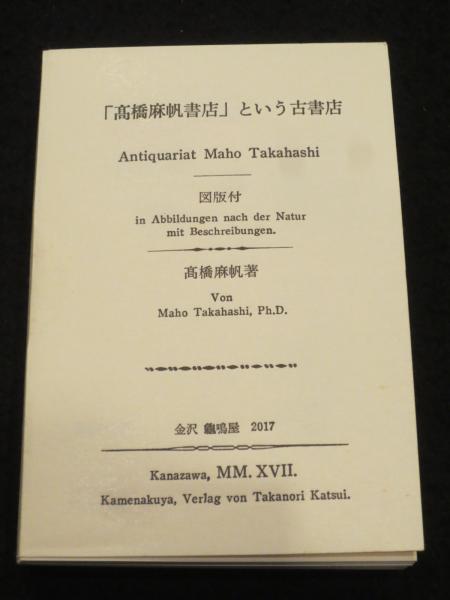 「髙橋麻帆書店」という古書店
Antiquariat Maho Takahashi
図版付
in Abbildungen nach der Natur
mit Beschreibungen.
髙橋麻帆著
Von
Maho Takahashi, Ph.D.
金沢 龜鳴屋 2017
Kanazawa, MM. XVII.
Kamenakuya, Verlag von Takanori Katsui.